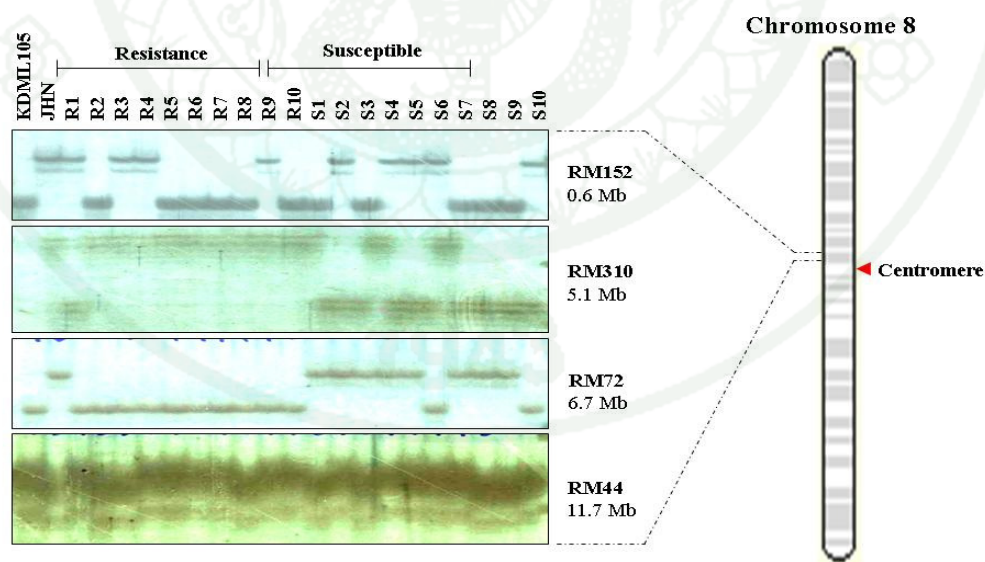 Chromosome 8
Resistance
Susceptible
KDML105
JHN
R1
R2
R3
R4
R5
R6
R7
R8
R9
R10
S1
S2
S3
S4
S5
S6
S7
S8
S9
S10
RM152
0.6 Mb
RM310
5.1 Mb
Centromere
RM72
6.7 Mb
RM44
11.7 Mb